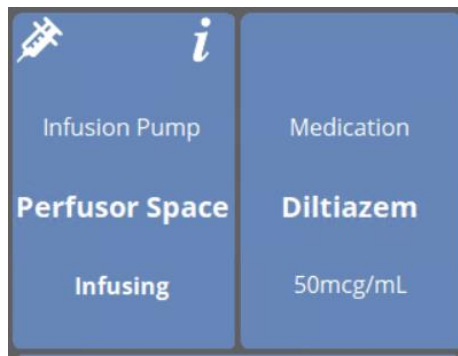 i
Infusion Pump
Perfusor Space
Infusing
Medication
Diltiazem
50mcg/mL